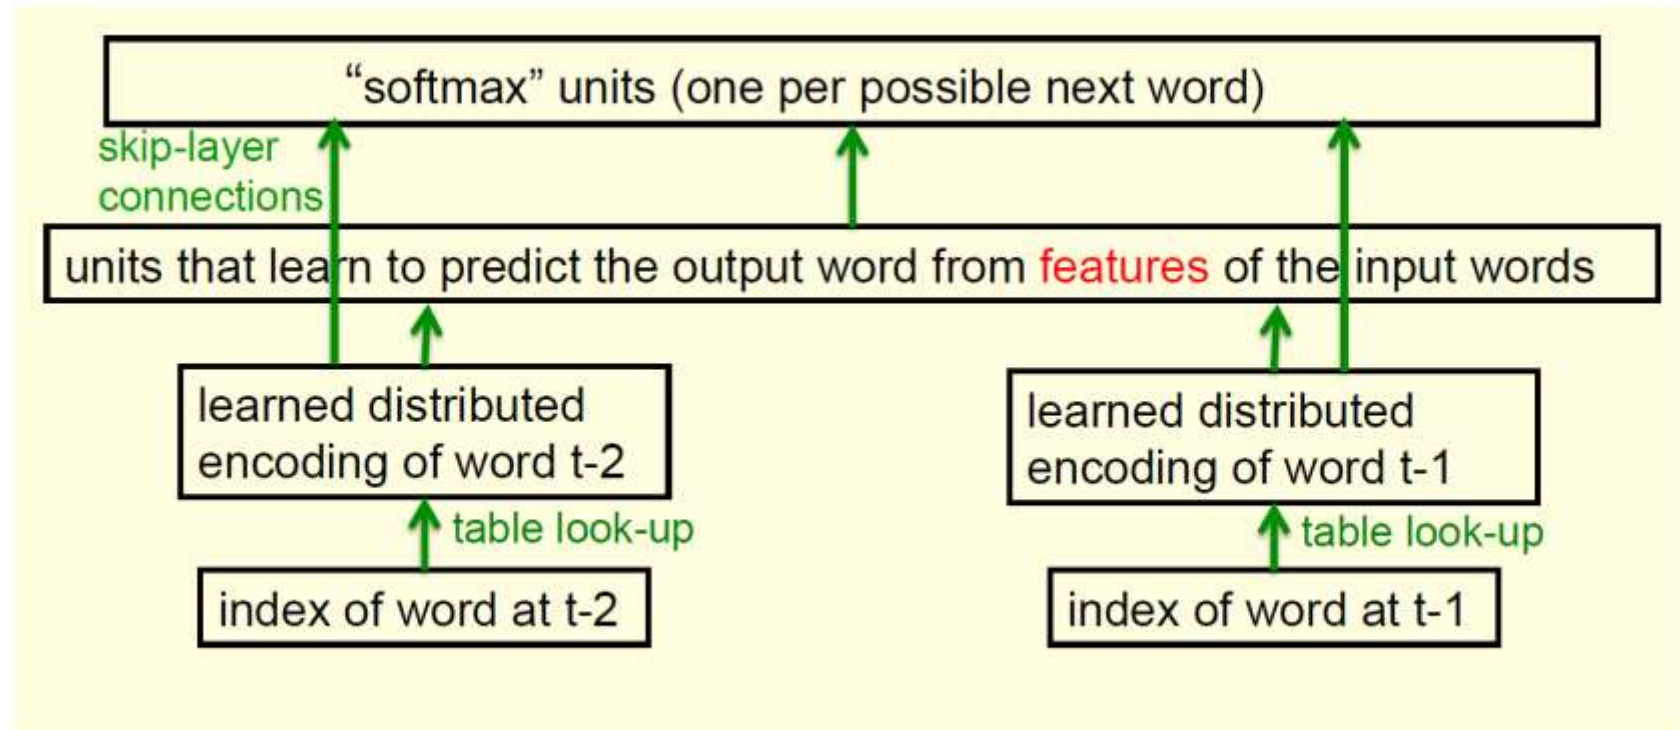 “softmax” units (one per possible next word)
skip-layer
connections
units that learn to predict the output word from features of the input words
learned distributed
encoding of word t-2
learned distributed
encoding of word t-1
table look-up
table look-up
index of word at t-2
index of word at t-1